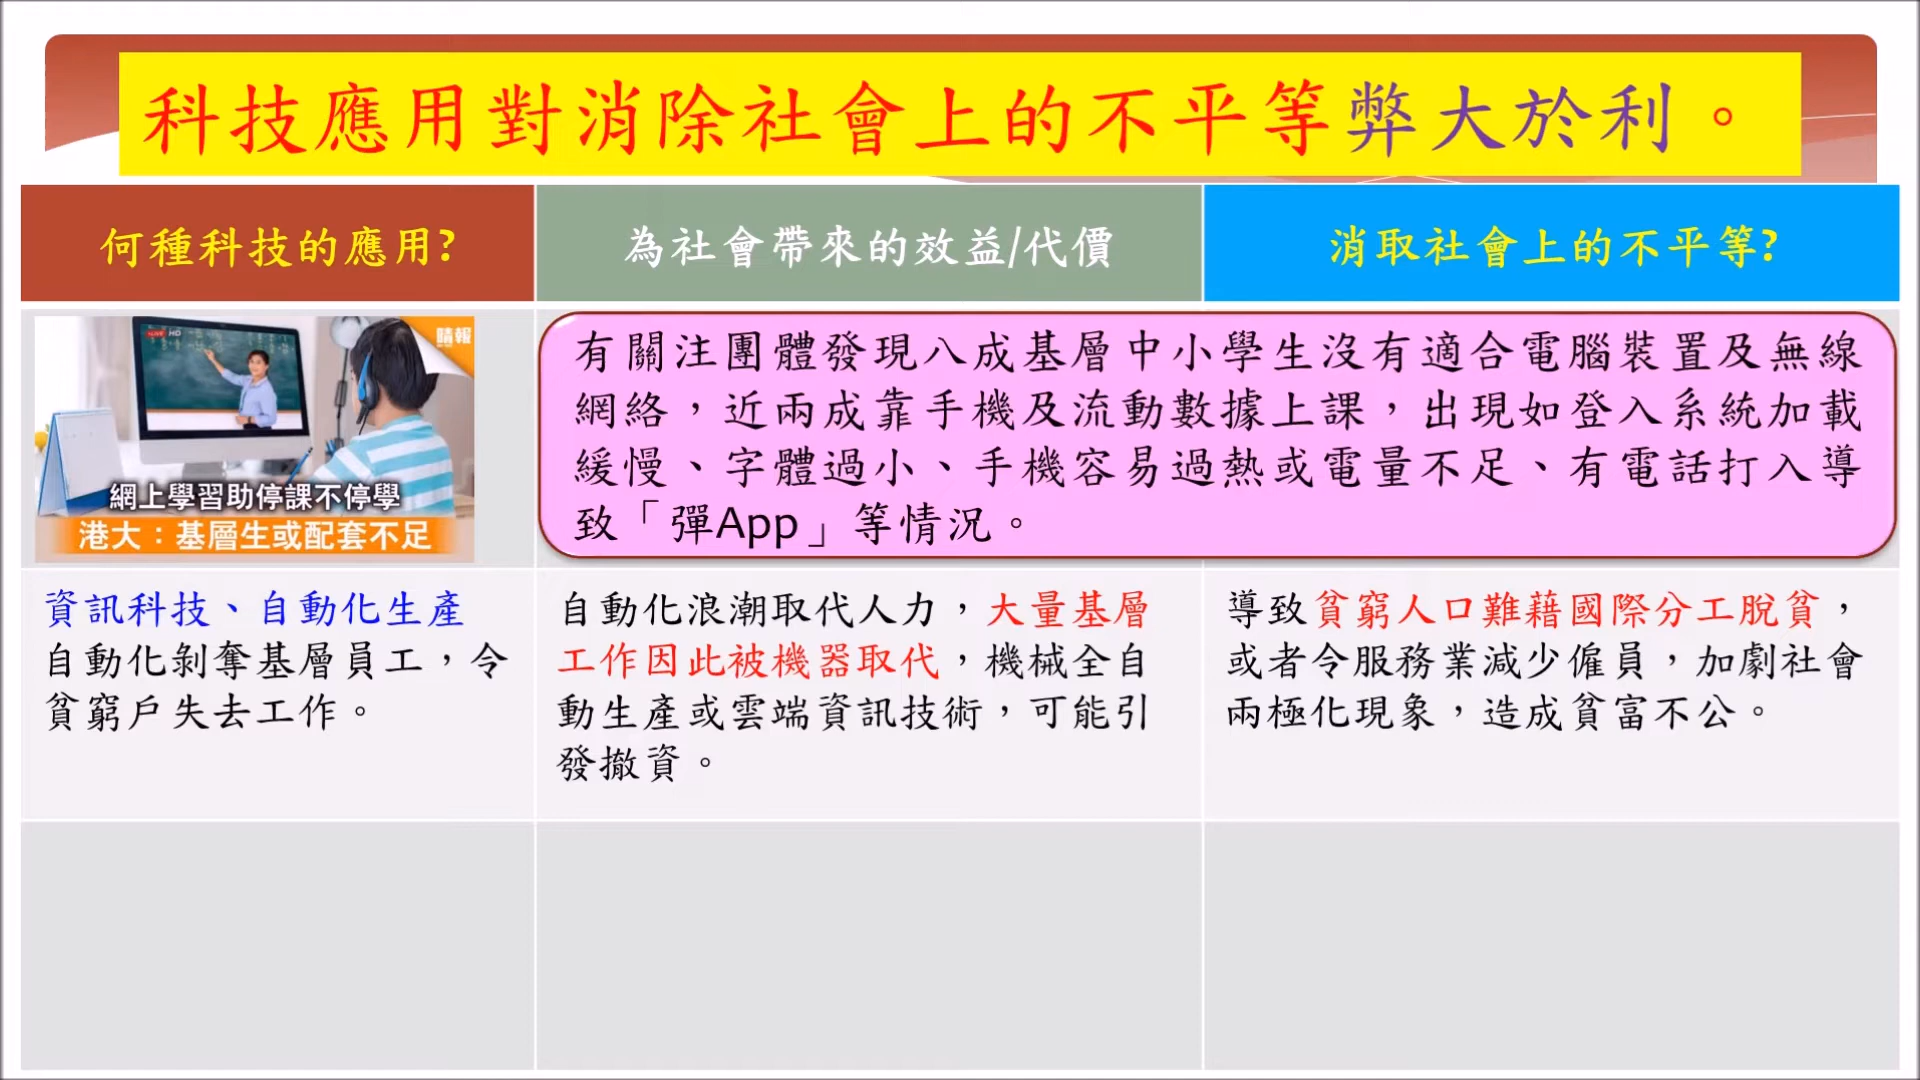 科技應用對消除社會上的不平等弊大於利。
何種科技的應用?
為社會帶來的效益/代價
消取社會上的不平等?
晴報
HD
網上學習助停課不停學
港大：基層生或配套不足
有關注團體發現八成基層中小學生沒有適合電腦裝置及無線
網絡，近兩成靠手機及流動數據上課，出現如登入系統加載
緩慢、字體過小、手機容易過熱或電量不足、有電話打入導
致「彈App」等情況。
資訊科技、自動化生產
自動化剝奪基層員工，令
貧窮戶失去工作。
自動化浪潮取代人力，大量基層
工作因此被機器取代，機械全自
動生產或雲端資訊技術，可能引
發撤資。
導致貧窮人口難藉國際分工脫貧，
或者令服務業減少僱員，加劇社會
兩極化現象，造成貧富不公。